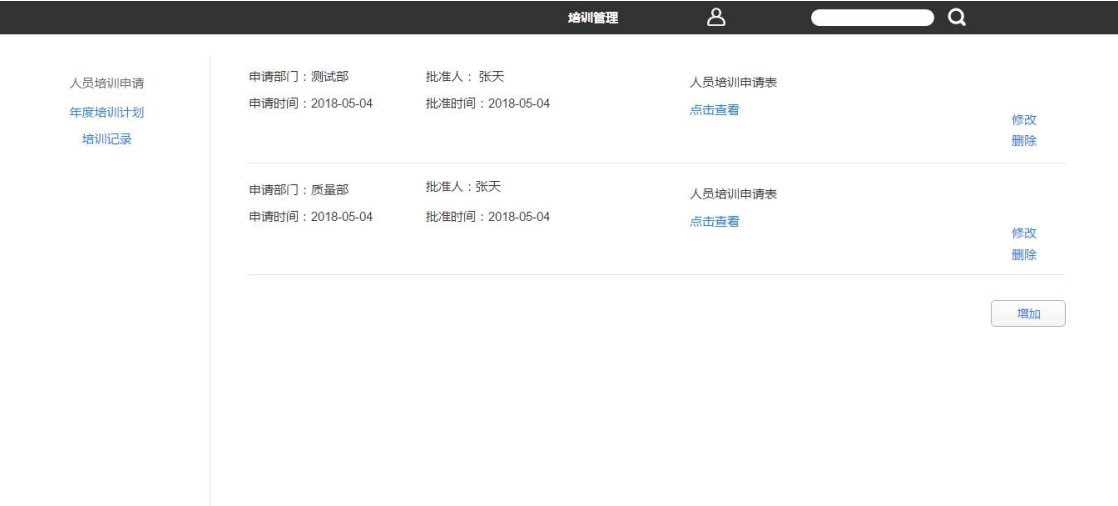 培训管理
人员培训申请
年度培训计划
培训记录
申请部门：测试部
批准人： 张天
人员培训申请表
申请时间：2018-05-04
批准时间：2018-05-04
点击查看
修改
删除
申请部门：质量部
批准人：张天
人员培训申请表
申请时间：2018-05-04
批准时间：2018-05-04
点击查看
修改
删除
增加